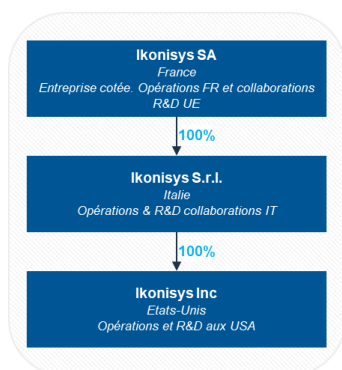 Ikonisys SA
France
Entreprise cotée. Opérations FR et collaborations
R&D UE
100%
Ikonisys S.r.l.
Italie
Opérations & R&D collaborations IT
100%
Ikonisys Inc
Etats-Unis
Opérations et R&D aux USA